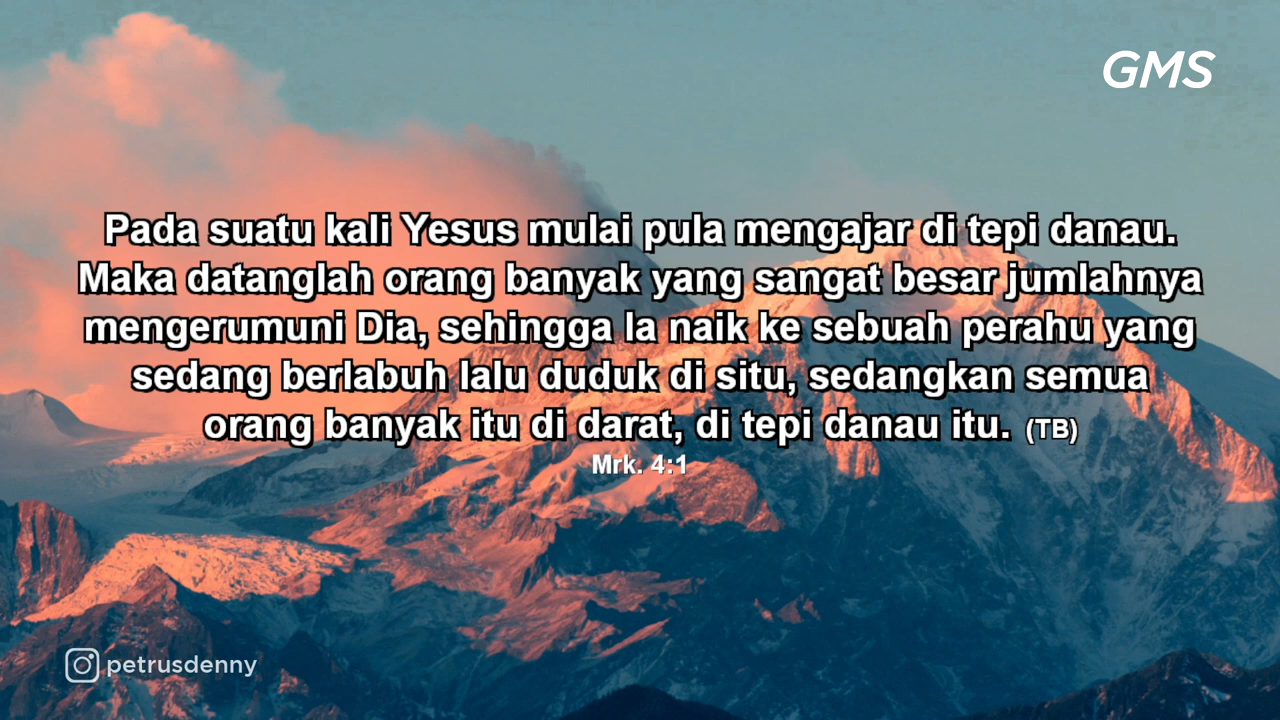 GMS
Pada suatu kali Yesus mulai pula mengajar di tepi danau.
Maka datanglah orang banyak yang sangat besar jumlahnya
mengerumuni Dia, sehingga Ia naik ke sebuah perahu yang
sedang berlabuh lalu duduk di situ, sedangkan semua
orang banyak itu di darat, di tepi danau itu. (TB)
Mrk. 4:1
petrusdenny